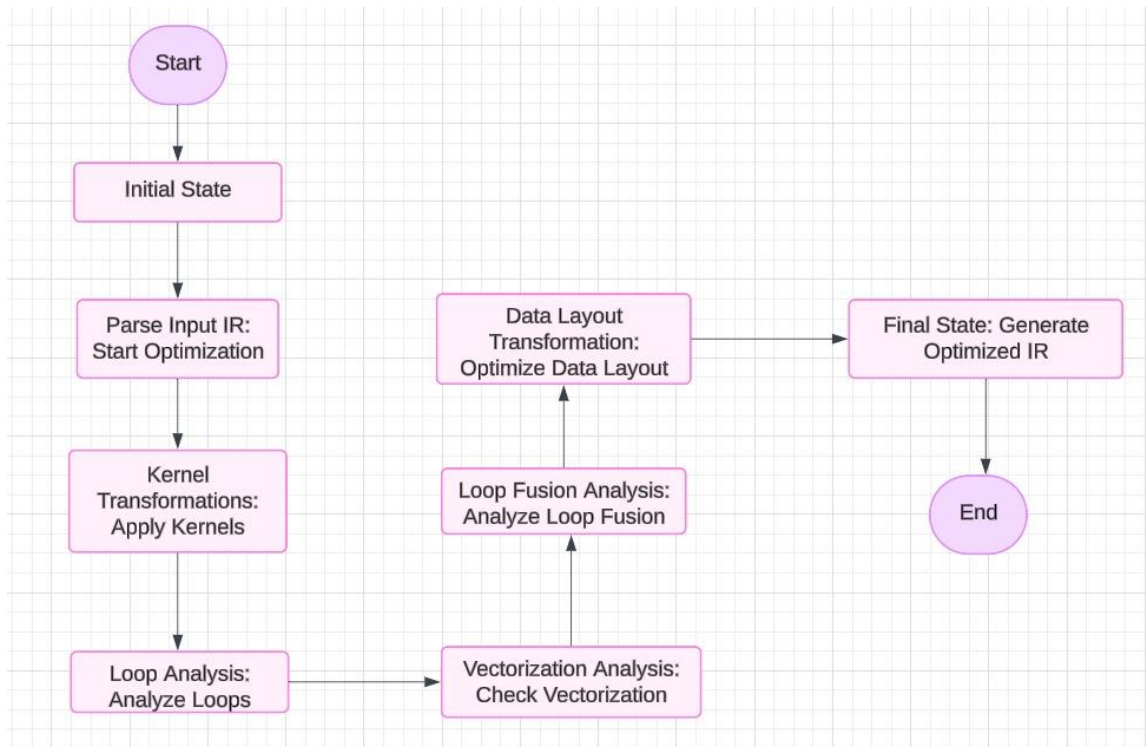 Start
Initial State
Parse Input IR:
Start Optimization
Kernel
Transformations:
Apply Kernels
Loop Analysis:
Analyze Loops
Vectorization Analysis:
Check Vectorization
Loop Fusion Analysis:
Analyze Loop Fusion
Data Layout
Transformation:
Optimize Data Layout
Final State: Generate
Optimized IR
End